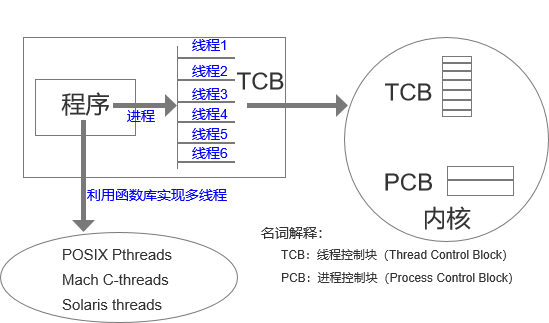 线程1
线程2
线程3
线程4
线程5
线程6
TCB
程序
进程
利用函数库实现多线程
POSIX Pthreads
Mach C-threads
Solaris threads
TCB
PCB
内核
名词解释：
TCB：线程控制块（Thread Control Block）
PCB：进程控制块（Process Control Block）